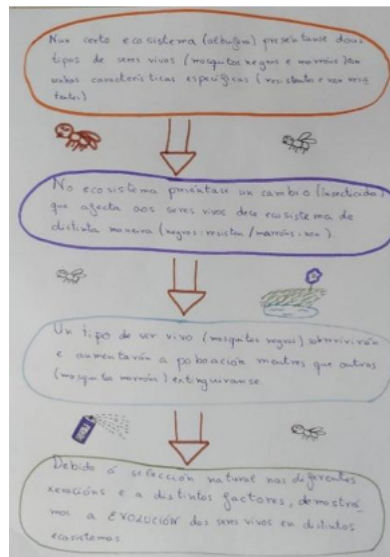 Nun certo ecosistema (albufera) preséntanse dous
tipos de seres vivos (mosquitos negros e marróns) con
unhas características específicas (resistentes e non resis
tentes)
No ecosistema preséntase un cambio (insecticida)
que afecta aos seres vivos dese ecosistema de
distinta maneira (negros: resisten / marróns: non).
Un tipo de ser vivo (mosquitos negros) sobrevivirán
e aumentarán a poboación mentres que outros
(mosquitos marróns) extinguiranse.
Debido á selección natural nas diferentes
xeracións e a distintos factores, demostra
mos a EVOLUCIÓN dos seres vivos en distintos
ecosistemas.